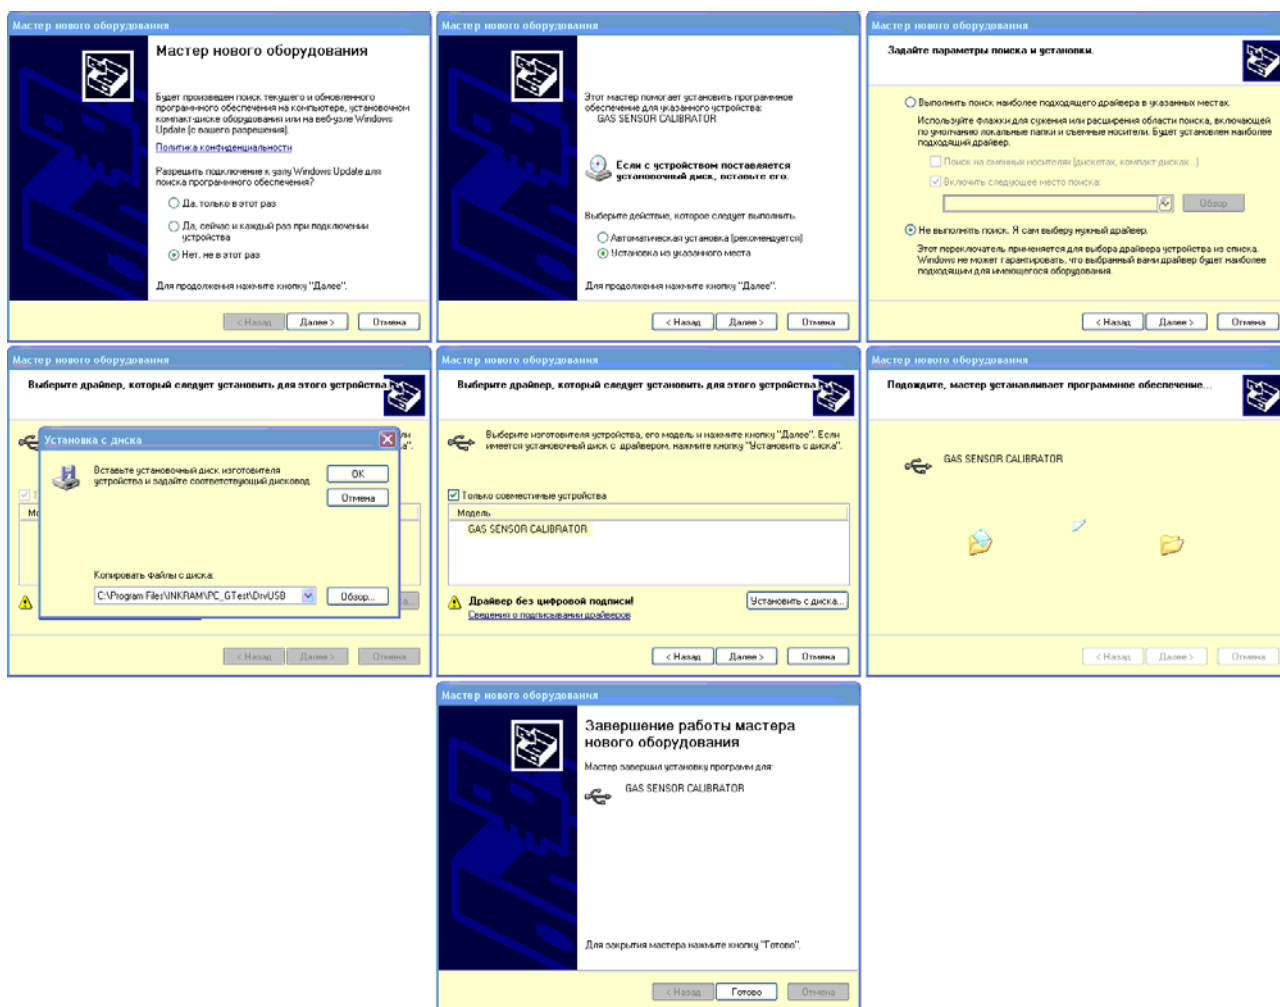 Мастер нового оборудования
Мастер нового оборудования
Будет произведен поиск текущего и обновленного
программного обеспечения на компьютере, установочном
компакт-диске оборудования или на веб-узле Windows
Update (с вашего разрешения).
Политика конфиденциальности
Разрешить подключение к узлу Windows Update для
поиска программного обеспечения?
Да, только в этот раз
Да, сейчас и каждый раз при подключении
устройства
Нет, не в этот раз
Для продолжения нажмите кнопку "Далее".
< Назад
Далее >
Отмена
Мастер нового оборудования
Этот мастер помогает установить программное
обеспечение для указанного устройства:
GAS SENSOR CALIBRATOR
Если с устройством поставляется
установочный диск, вставьте его.
Выберите действие, которое следует выполнить.
Автоматическая установка (рекомендуется)
Установка из указанного места
Для продолжения нажмите кнопку "Далее".
< Назад
Далее >
Отмена
Мастер нового оборудования
Задайте параметры поиска и установки.
Выполнить поиск наиболее подходящего драйвера в указанных местах.
Используйте флажки для сужения или расширения области поиска, включающей
по умолчанию локальные папки и съемные носители. Будет установлен наиболее
подходящий драйвер.
Поиск на сменных носителях (дискетах, компакт-дисках...)
Включить следующее место поиска:
Обзор
Не выполнять поиск. Я сам выберу нужный драйвер.
Этот переключатель применяется для выбора драйвера устройства из списка.
Windows не может гарантировать, что выбранный вами драйвер будет наиболее
подходящим для имеющегося оборудования.
< Назад
Далее >
Отмена
Мастер нового оборудования
Выберите драйвер, который следует установить для этого устройства.
Установка с диска
Вставьте установочный диск изготовителя
устройства и задайте соответствующий дисковод.
OK
Отмена
Копировать файлы с диска:
C:\Program Files\INKRAM\PC_GTest\DrvUSB
Обзор...
< Назад
Далее >
Отмена
Мастер нового оборудования
Выберите драйвер, который следует установить для этого устройства.
Выберите изготовителя устройства, его модель и нажмите кнопку "Далее". Если
имеется установочный диск с драйвером, нажмите кнопку "Установить с диска".
Только совместимые устройства
Модель
GAS SENSOR CALIBRATOR
Драйвер без цифровой подписи!
Сведения о подписывании драйверов
Установить с диска...
< Назад
Далее >
Отмена
Мастер нового оборудования
Подождите, мастер устанавливает программное обеспечение...
GAS SENSOR CALIBRATOR
< Назад
Далее >
Отмена
Мастер нового оборудования
Завершение работы мастера
нового оборудования
Мастер завершил установку программ для:
GAS SENSOR CALIBRATOR
Для закрытия мастера нажмите кнопку "Готово".
< Назад
Готово
Отмена